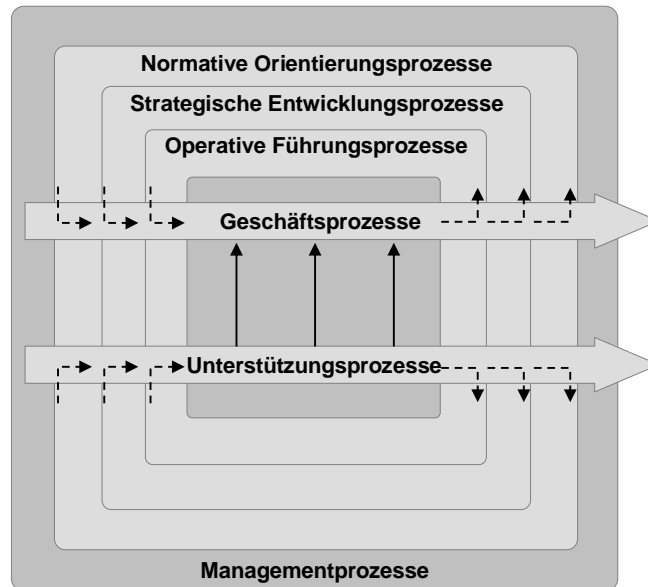 Normative Orientierungsprozesse
Strategische Entwicklungsprozesse
Operative Führungsprozesse
Geschäftsprozesse
Unterstützungsprozesse
Managementprozesse